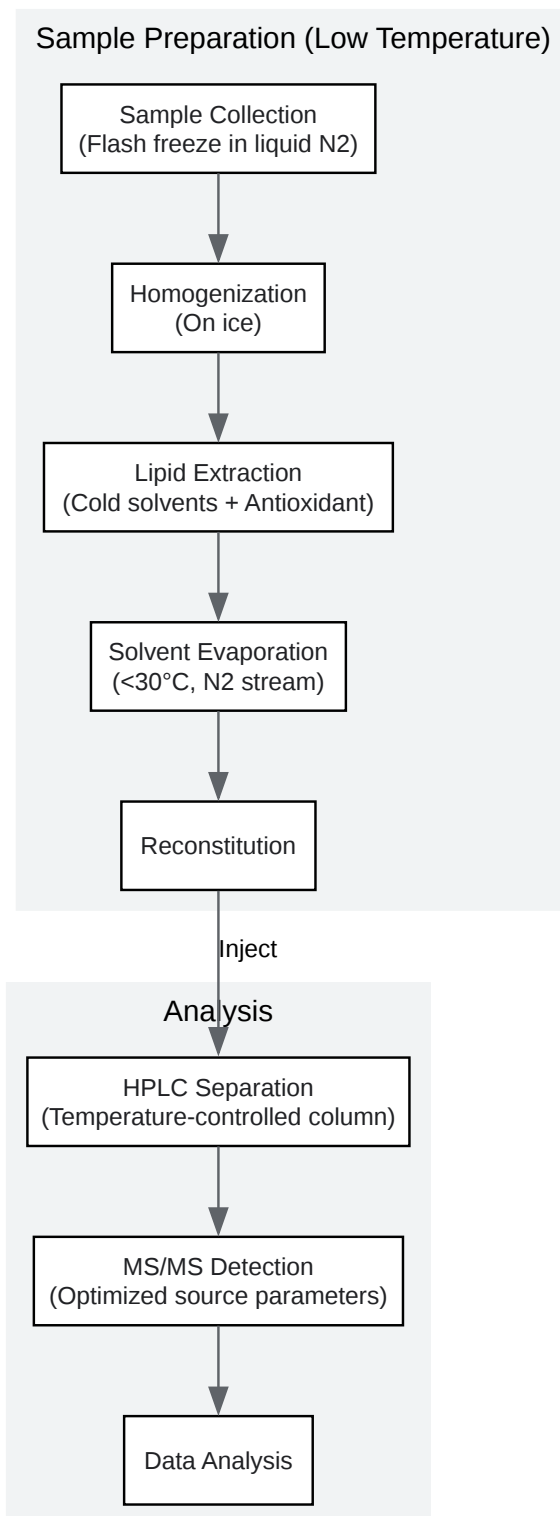 Sample Preparation (Low Temperature)
Sample Collection
(Flash freeze in liquid N2)
Homogenization
(On ice)
Lipid Extraction
(Cold solvents + Antioxidant)
Solvent Evaporation
(<30°C, N2 stream)
Reconstitution
Inject
Analysis
HPLC Separation
(Temperature-controlled column)
MS/MS Detection
(Optimized source parameters)
Data Analysis